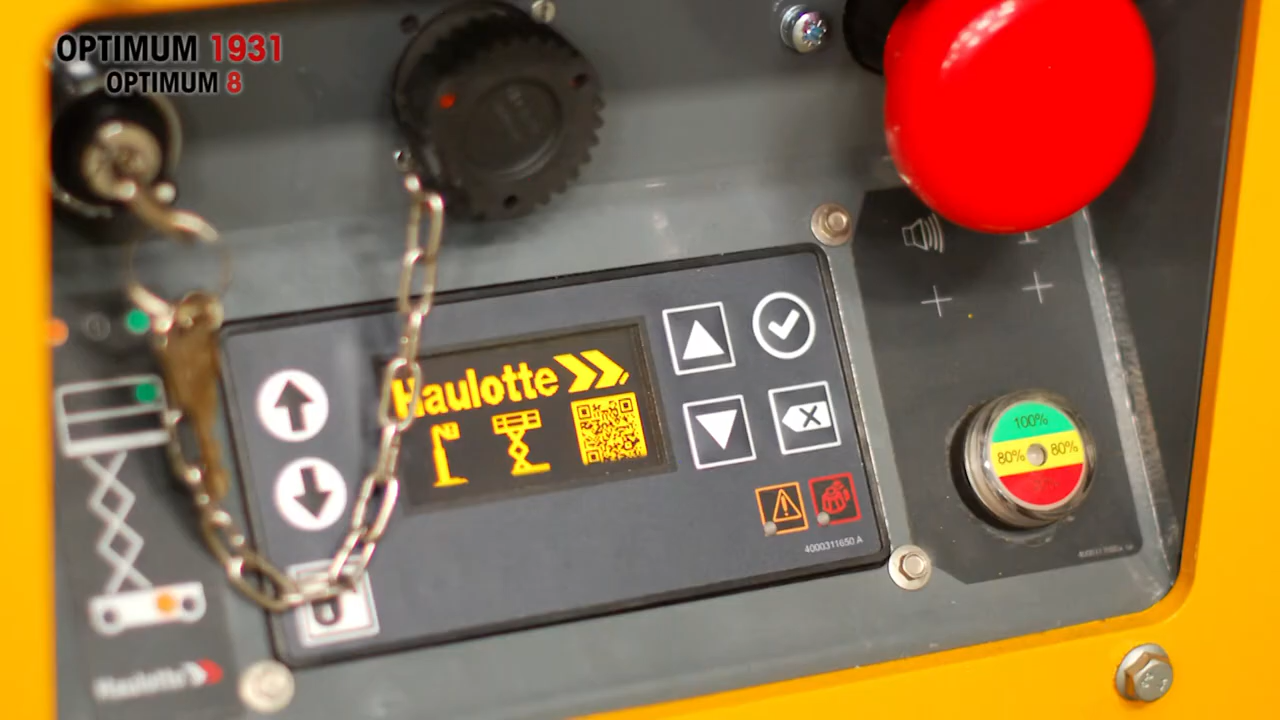 OPTIMUM 1931
OPTIMUM 8
Haulotte
100%
80% 80%
4000311650 A
Haulotte